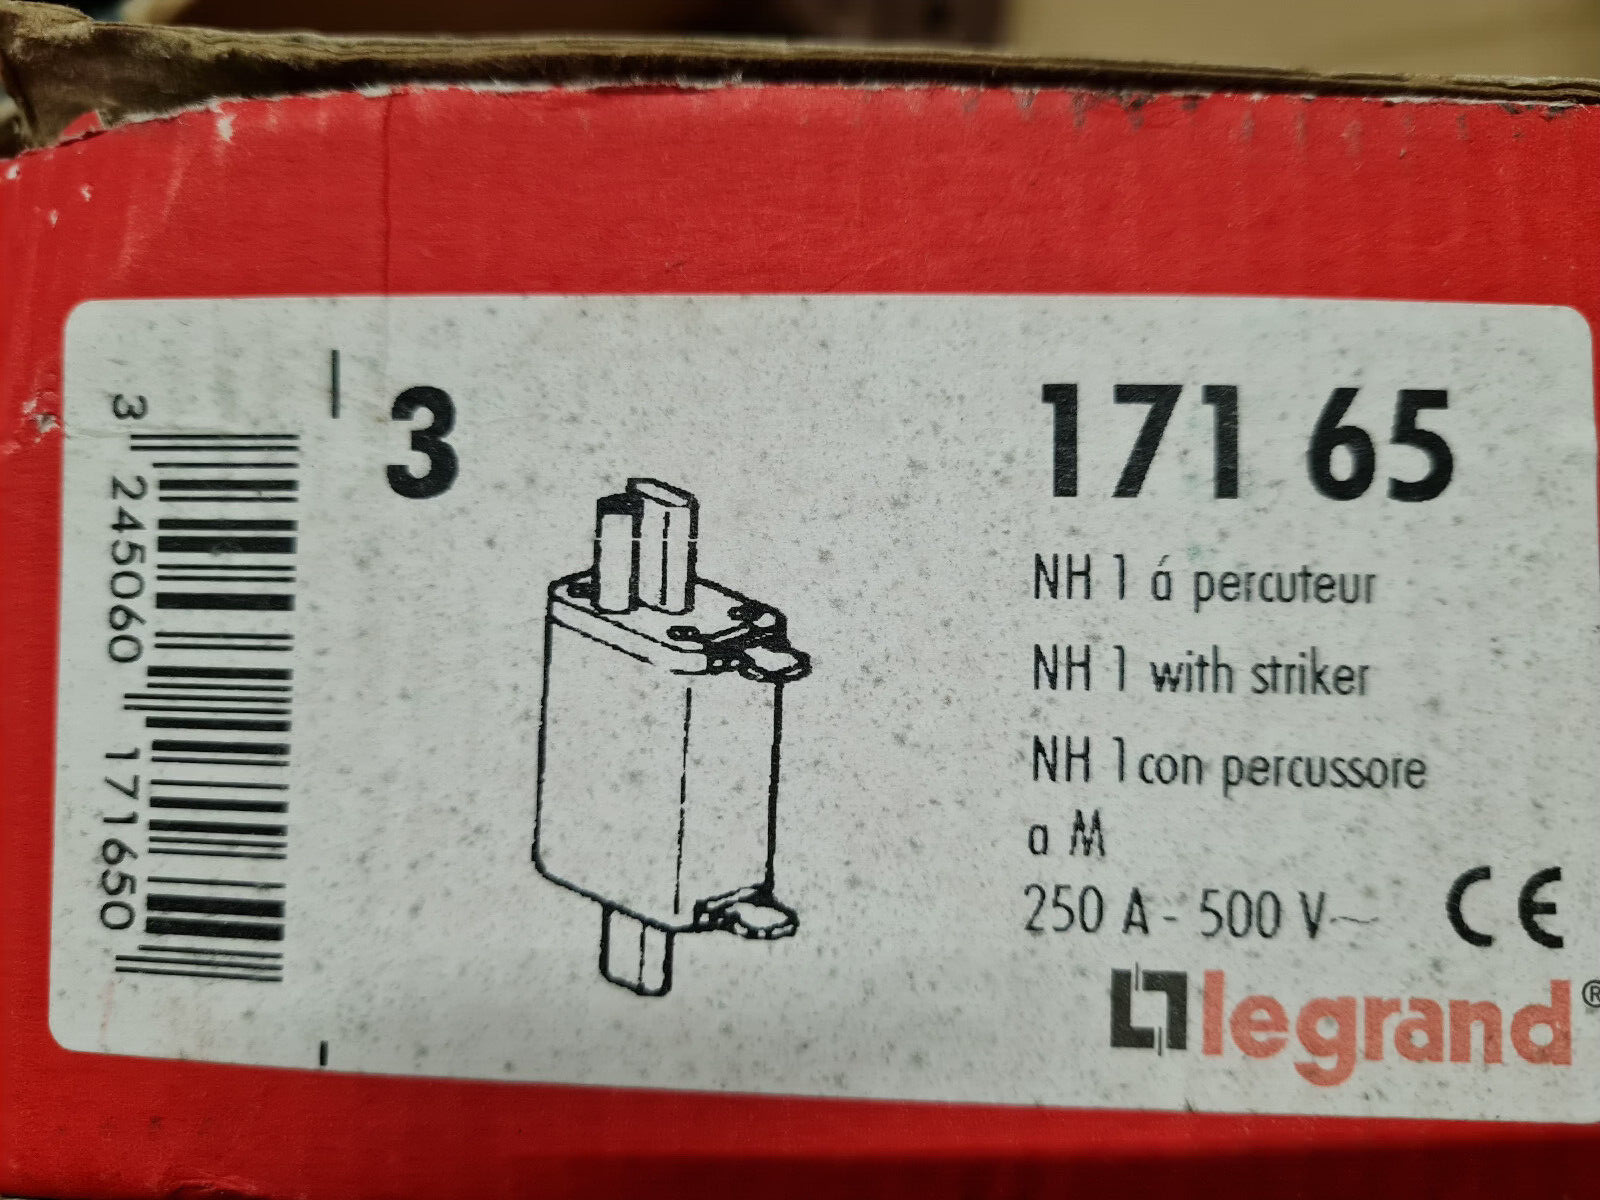 3 245060 171650
3
171 65
NH 1 á percuteur
NH 1 with striker
NH 1 con percussore
a M
250 A - 500 V~
CE
legrand®